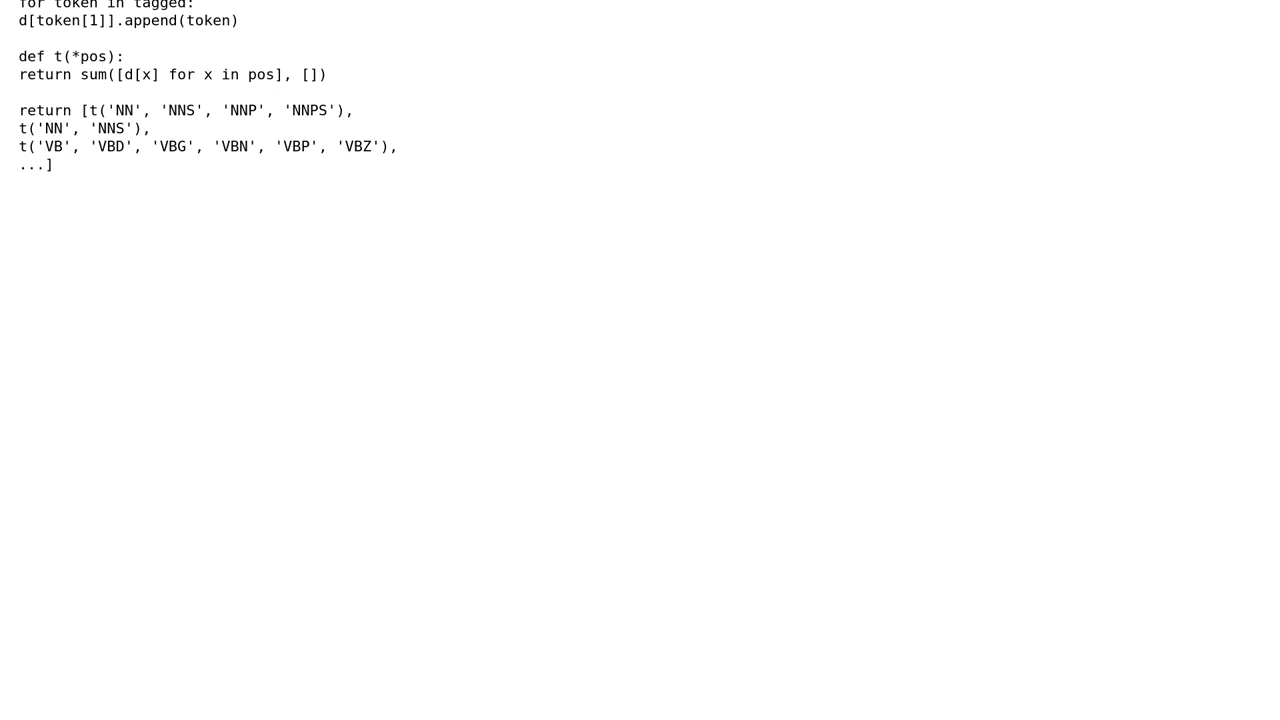 for token in tagged:
d[token[1]].append(token)

def t(*pos):
return sum([d[x] for x in pos], [])

return [t('NN', 'NNS', 'NNP', 'NNPS'),
t('NN', 'NNS'),
t('VB', 'VBD', 'VBG', 'VBN', 'VBP', 'VBZ'),
...]